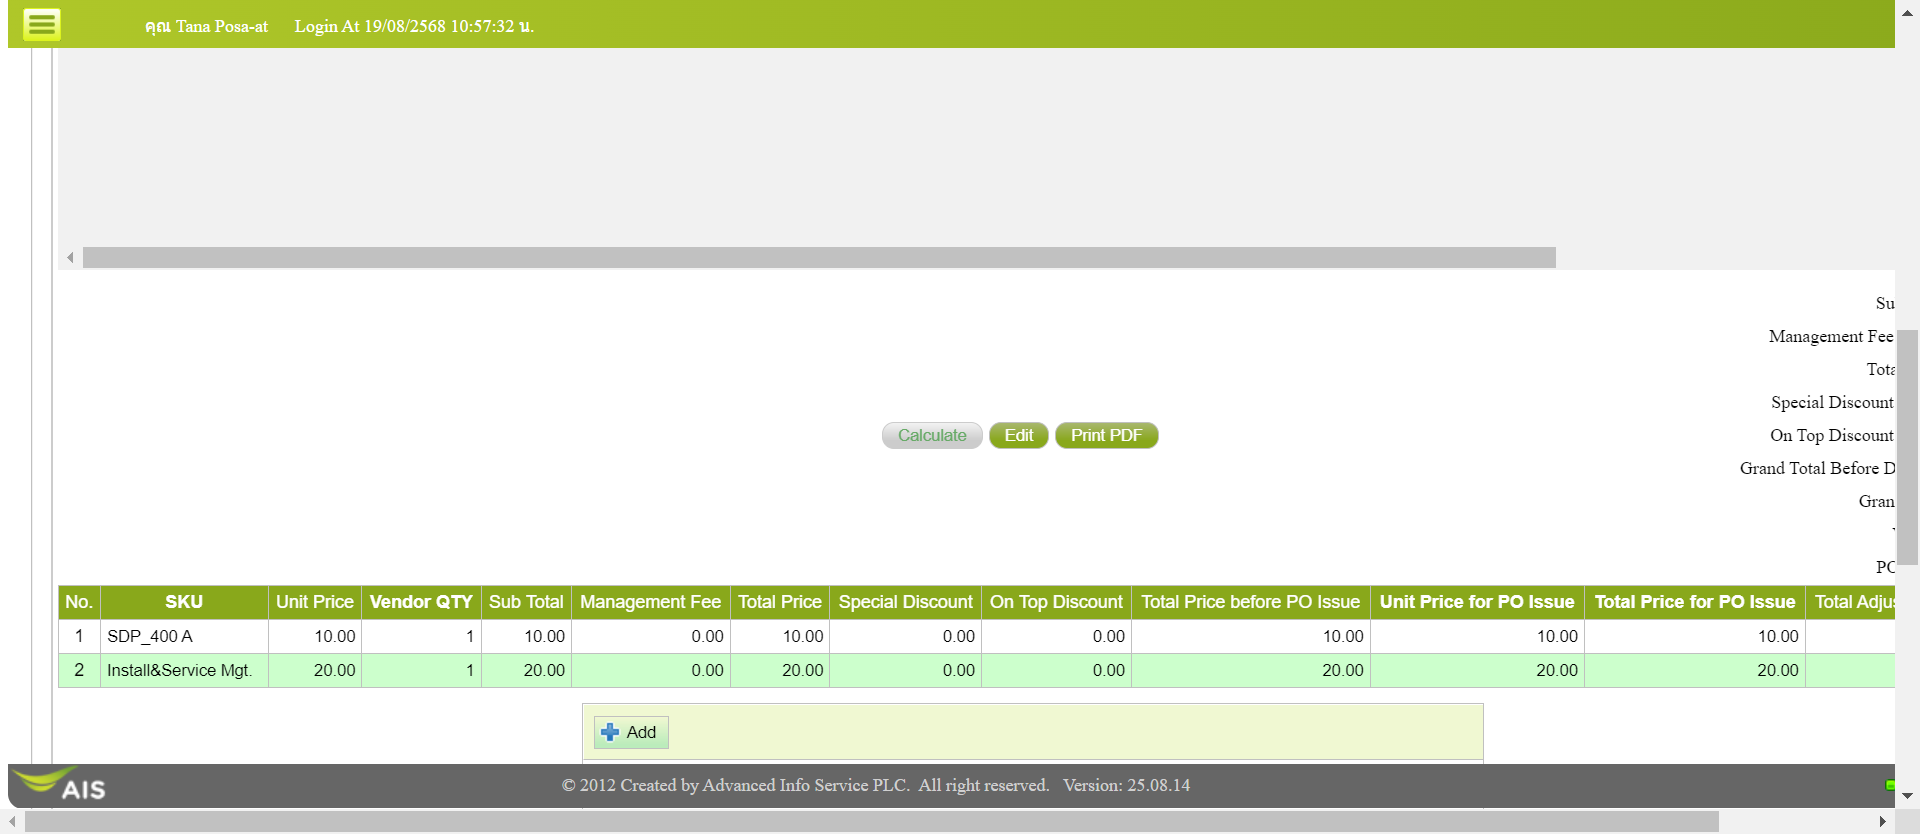 คุณ Tana Posa-at Login At 19/08/2568 10:57:32 น.
Su
Management Fee
Tota
Special Discount
On Top Discount
Grand Total Before D
Gran
PO
Calculate Edit Print PDF
No. SKU Unit Price Vendor QTY Sub Total Management Fee Total Price Special Discount On Top Discount Total Price before PO Issue Unit Price for PO Issue Total Price for PO Issue Total Adjus
1 SDP_400 A 10.00 1 10.00 0.00 10.00 0.00 0.00 10.00 10.00 10.00
2 Install&Service Mgt. 20.00 1 20.00 0.00 20.00 0.00 0.00 20.00 20.00 20.00
Add
AIS © 2012 Created by Advanced Info Service PLC. All right reserved. Version: 25.08.14